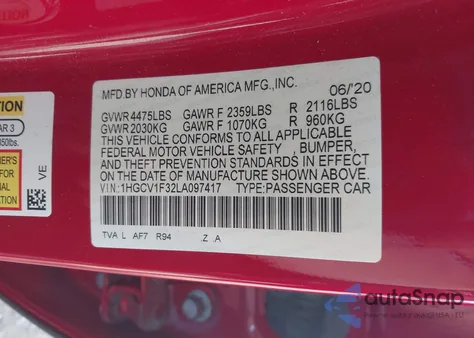 MFD.BY HONDA OF AMERICA MFG.,INC. 06/'20
GVWR 4475LBS GAWR F 2359LBS R 2116LBS
GVWR 2030KG GAWR F 1070KG R 960KG
THIS VEHICLE CONFORMS TO ALL APPLICABLE
FEDERAL MOTOR VEHICLE SAFETY , BUMPER,
AND THEFT PREVENTION STANDARDS IN EFFECT
ON THE DATE OF MANUFACTURE SHOWN ABOVE.
V.I.N.:1HGCV1F32LA097417 TYPE:PASSENGER CAR
TVA L AF7 R94 .Z .A
VE
autoSnap